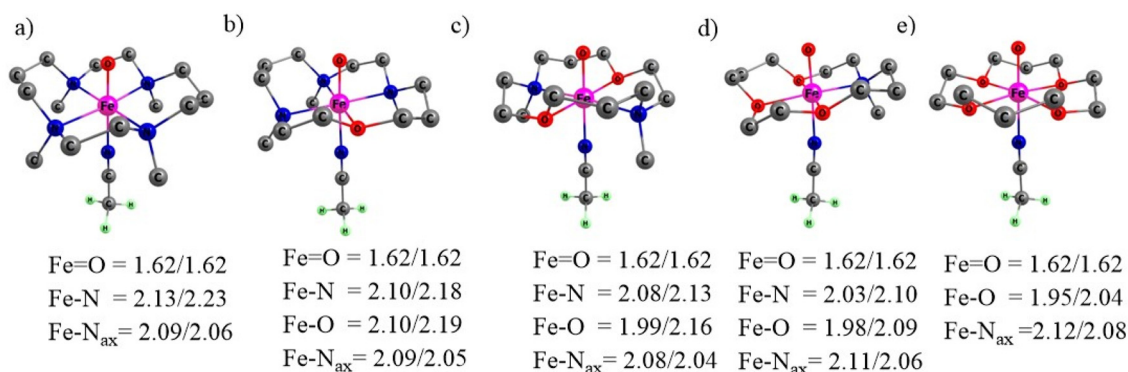 a)
b)
c)
d)
e)
Fe=O = 1.62/1.62
Fe-N = 2.13/2.23
Fe-Nax= 2.09/2.06
Fe=O = 1.62/1.62
Fe-N = 2.10/2.18
Fe-O = 2.10/2.19
Fe-Nax= 2.09/2.05
Fe=O = 1.62/1.62
Fe-N = 2.08/2.13
Fe-O = 1.99/2.16
Fe-Nax= 2.08/2.04
Fe=O = 1.62/1.62
Fe-N = 2.03/2.10
Fe-O = 1.98/2.09
Fe-Nax= 2.11/2.06
Fe=O = 1.62/1.62
Fe-O = 1.95/2.04
Fe-Nax= 2.12/2.08
Fe
Fe
Fe
Fe
Fe